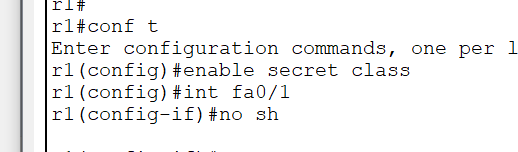 r1#
r1#conf t
Enter configuration commands, one per l
r1(config)#enable secret class
r1(config)#int fa0/1
r1(config-if)#no sh